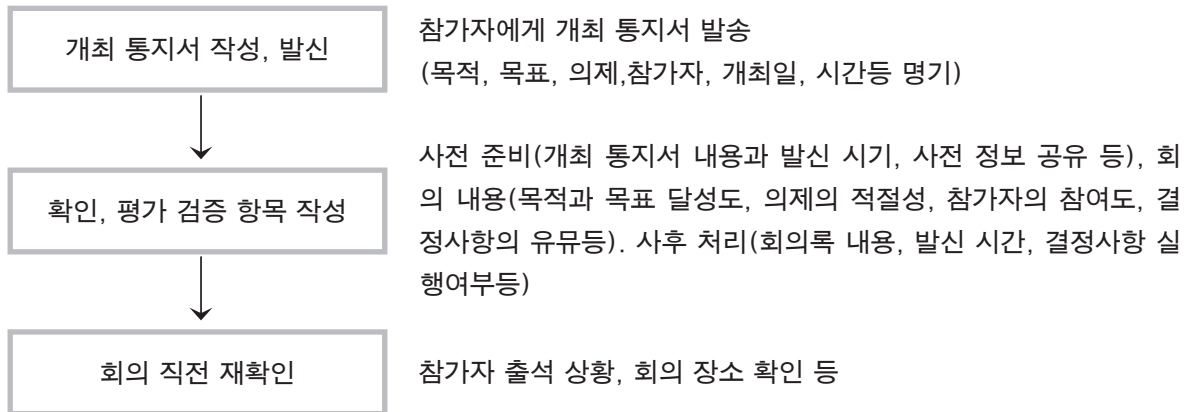 개최 통지서 작성, 발신
참가자에게 개최 통지서 발송
(목적, 목표, 의제,참가자, 개최일, 시간등 명기)
확인, 평가 검증 항목 작성
사전 준비(개최 통지서 내용과 발신 시기, 사전 정보 공유 등), 회
의 내용(목적과 목표 달성도, 의제의 적절성, 참가자의 참여도, 결
정사항의 유뮤등). 사후 처리(회의록 내용, 발신 시간, 결정사항 실
행여부등)
회의 직전 재확인
참가자 출석 상황, 회의 장소 확인 등